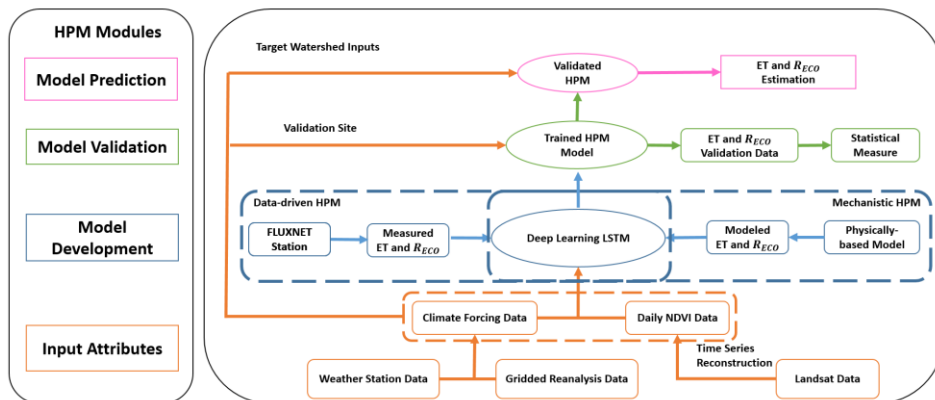 HPM Modules
Model Prediction
Model Validation
Model
Development
Input Attributes
Target Watershed Inputs
Validated
HPM
ET and R_ECO
Estimation
Validation Site
Trained HPM
Model
ET and R_ECO
Validation Data
Statistical
Measure
Data-driven HPM
Mechanistic HPM
FLUXNET
Station
Measured
ET and R_ECO
Deep Learning LSTM
Modeled
ET and R_ECO
Physically-
based Model
Climate Forcing Data
Daily NDVI Data
Time Series
Reconstruction
Weather Station Data
Gridded Reanalysis Data
Landsat Data